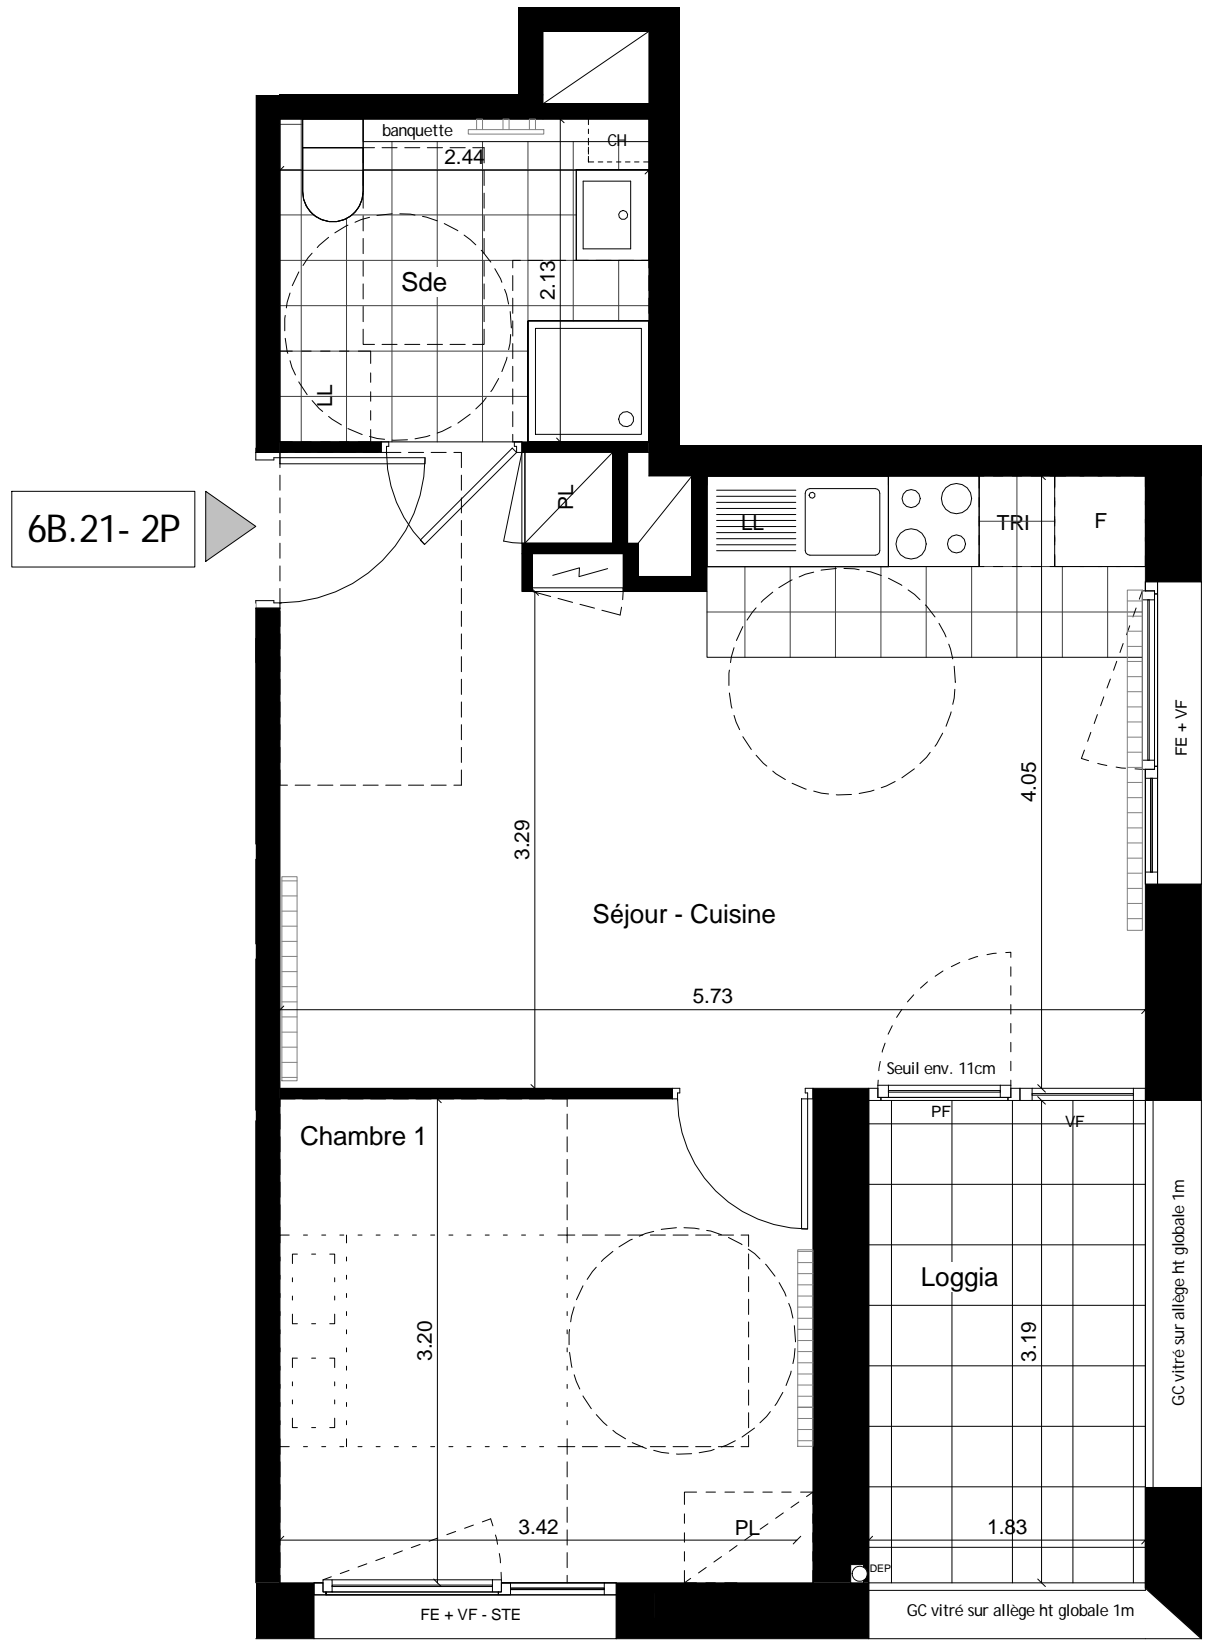 banquette
CH
2.44
Sde
2.13
LL
6B.21- 2P
PL
LL
TRI
F
FE + VF
4.05
3.29
Séjour - Cuisine
5.73
Seuil env. 11cm
PF
VF
Chambre 1
GC vitré sur allège ht globale 1m
Loggia
3.20
3.19
3.42
PL
1.83
DEP
FE + VF - STE
GC vitré sur allège ht globale 1m